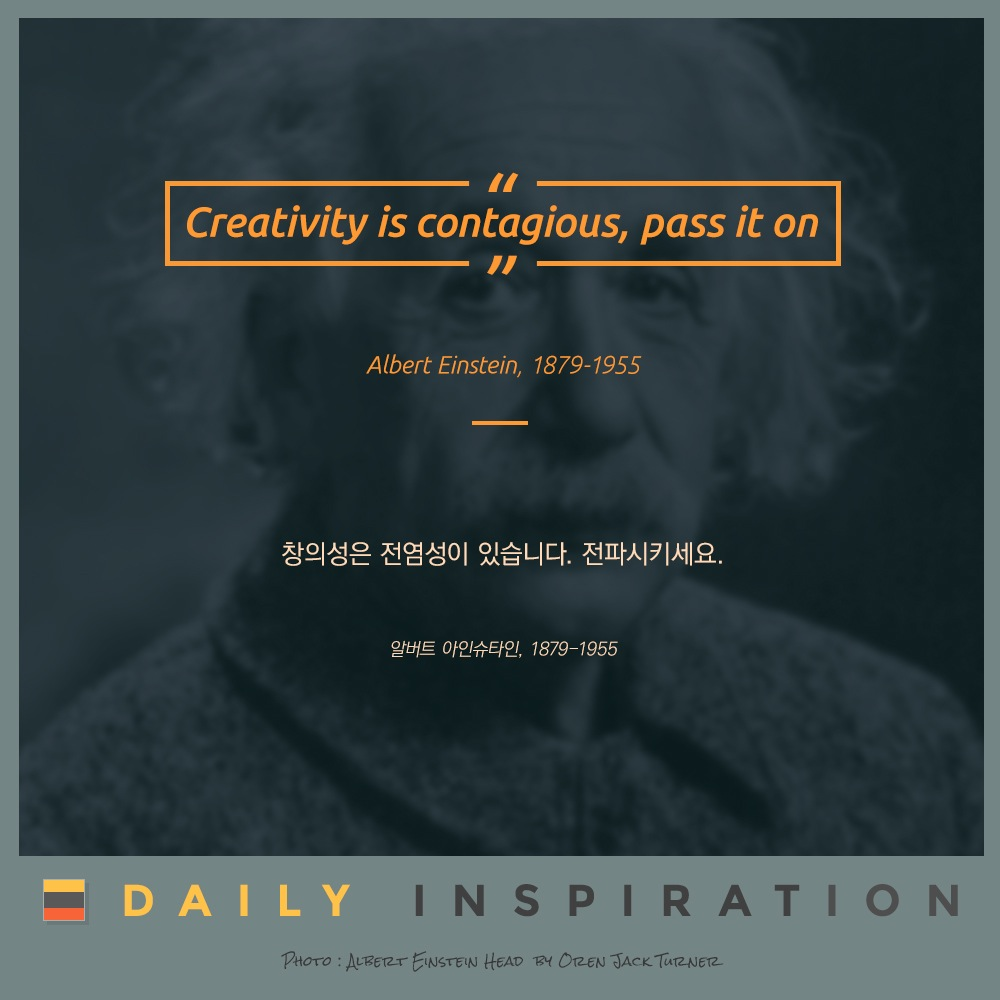 “
Creativity is contagious, pass it on
”
Albert Einstein, 1879-1955
창의성은 전염성이 있습니다. 전파시키세요.
알버트 아인슈타인, 1879-1955
DAILY INSPIRATION
Photo : Albert Einstein Head by Oren Jack Turner